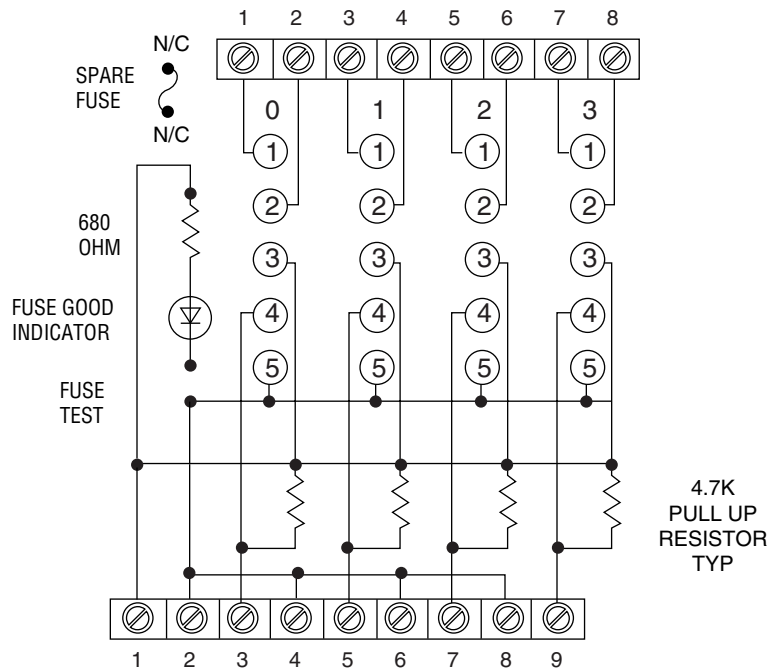 1 2 3 4 5 6 7 8
N/C
SPARE
FUSE
N/C
0 1 2 3
1 1 1 1
2 2 2 2
680
OHM
3 3 3 3
FUSE GOOD
INDICATOR
4 4 4 4
5 5 5 5
FUSE
TEST
4.7K
PULL UP
RESISTOR
TYP
1 2 3 4 5 6 7 8 9